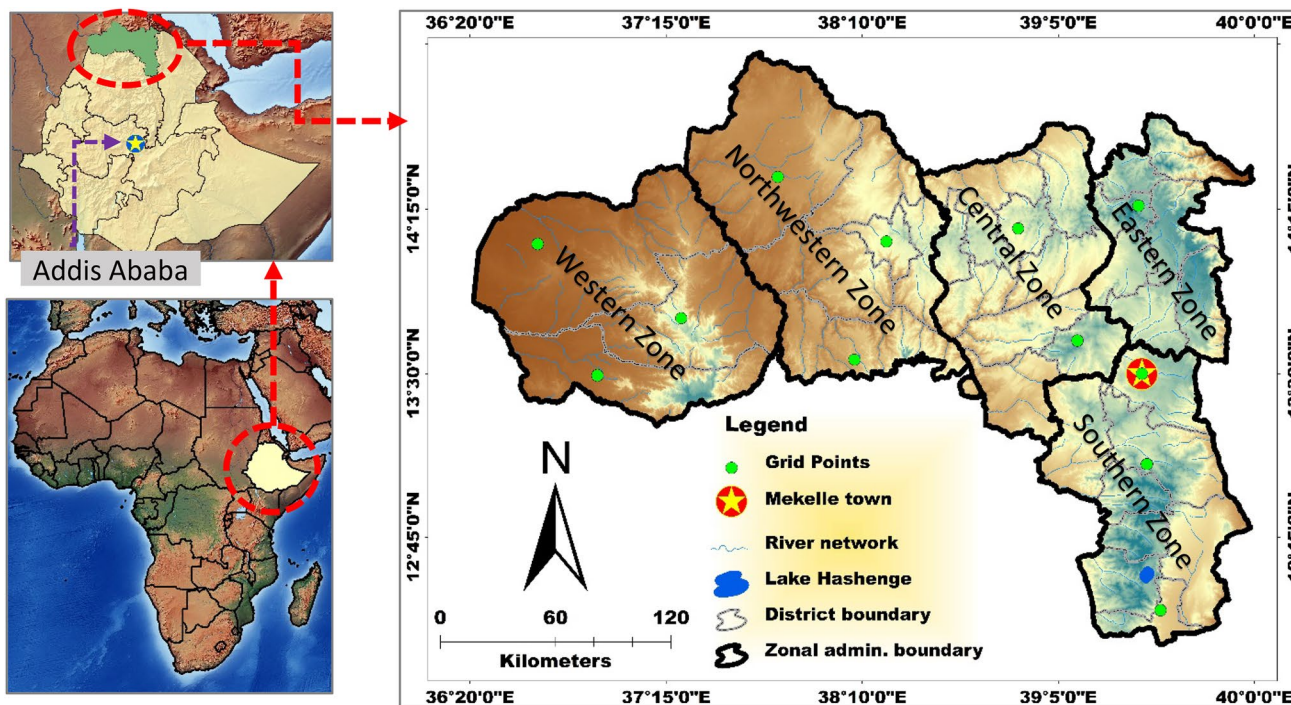 36°20'0"E 37°15'0"E 38°10'0"E 39°5'0"E 40°0'0"E
Addis Ababa
14°15'0"N
13°0'0"N
12°45'0"N
Western Zone
Northwestern Zone
Central Zone
Eastern Zone
Southern Zone
N
0 60 120
Kilometers
Legend
Grid Points
Mekelle town
River network
Lake Hashenge
District boundary
Zonal admin. boundary
36°20'0"E 37°15'0"E 38°10'0"E 39°5'0"E 40°0'0"E